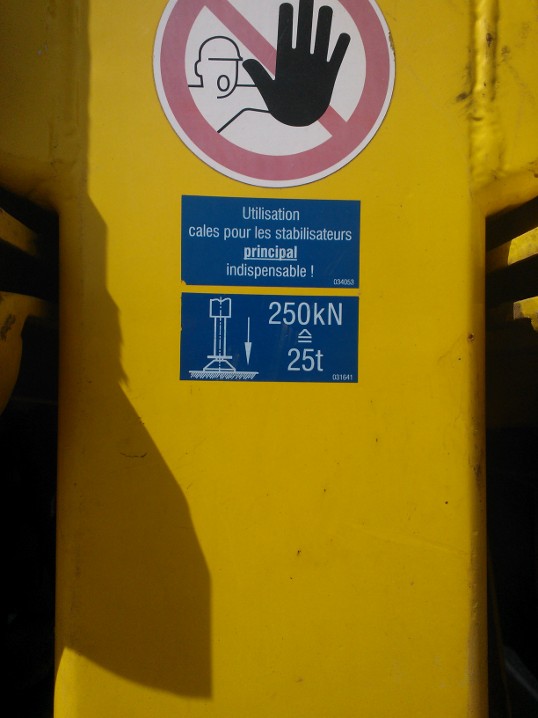 Utilisation
cales pour les stabilisateurs
principal
indispensable !
034053
250kN
≙
25t
031641